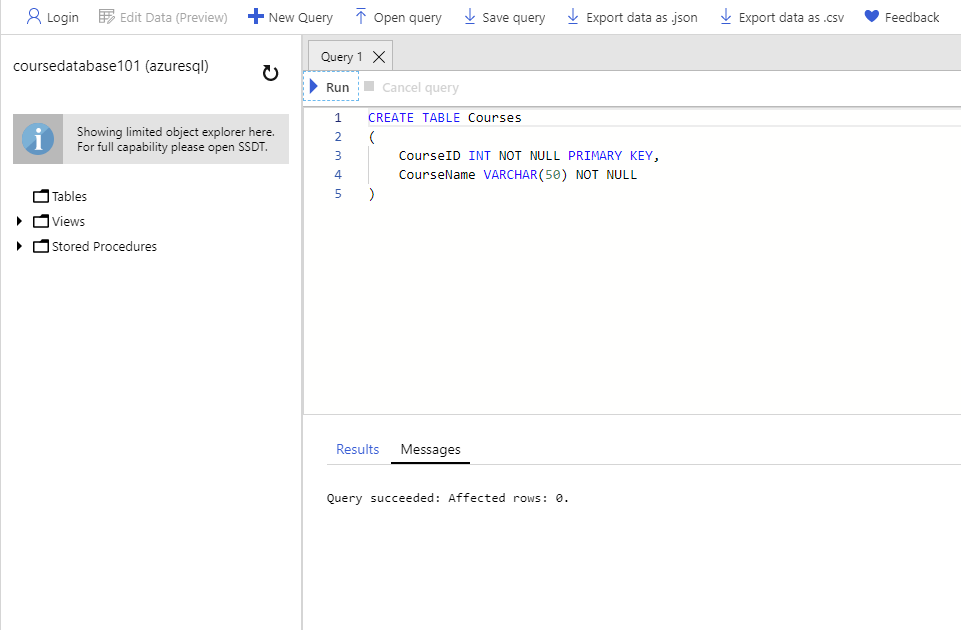 Login Edit Data (Preview) New Query Open query Save query Export data as .json Export data as .csv Feedback
coursedatabase101 (azuresql)
Showing limited object explorer here.
For full capability please open SSDT.
Tables
Views
Stored Procedures
Query 1
Run Cancel query
1 CREATE TABLE Courses
2 (
3 CourseID INT NOT NULL PRIMARY KEY,
4 CourseName VARCHAR(50) NOT NULL
5 )
Results Messages
Query succeeded: Affected rows: 0.